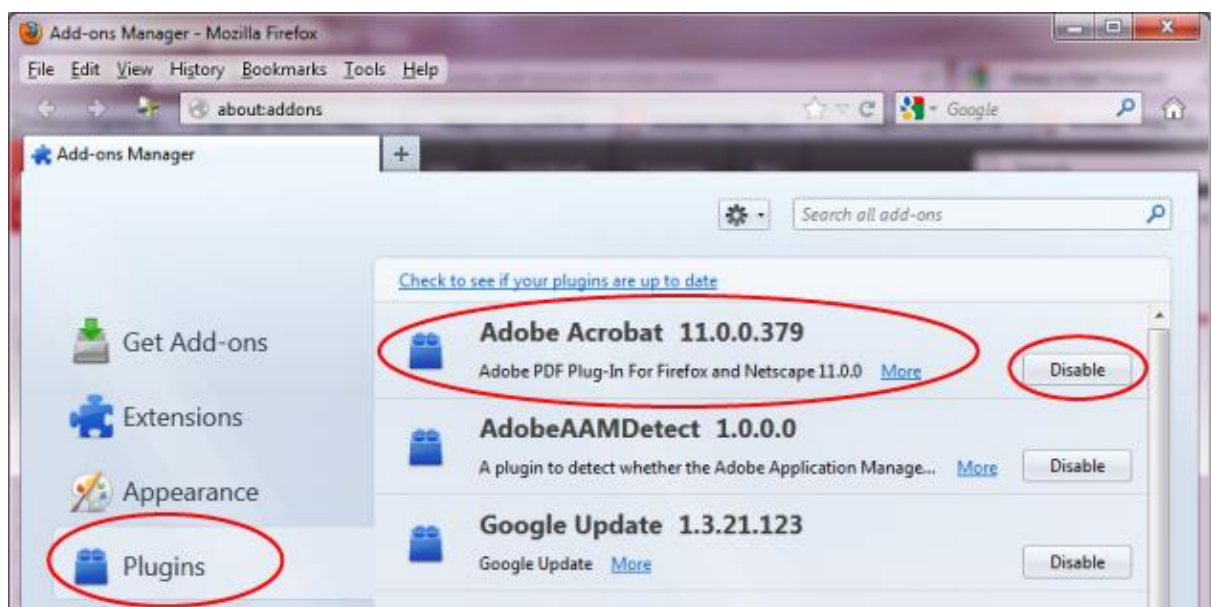 Add-ons Manager - Mozilla Firefox
File Edit View History Bookmarks Tools Help
about:addons
Google
Add-ons Manager
Search all add-ons
Check to see if your plugins are up to date
Get Add-ons
Adobe Acrobat 11.0.0.379
Adobe PDF Plug-In For Firefox and Netscape 11.0.0 More
Disable
Extensions
AdobeAAMDetect 1.0.0.0
A plugin to detect whether the Adobe Application Manage... More
Disable
Appearance
Google Update 1.3.21.123
Google Update More
Disable
Plugins